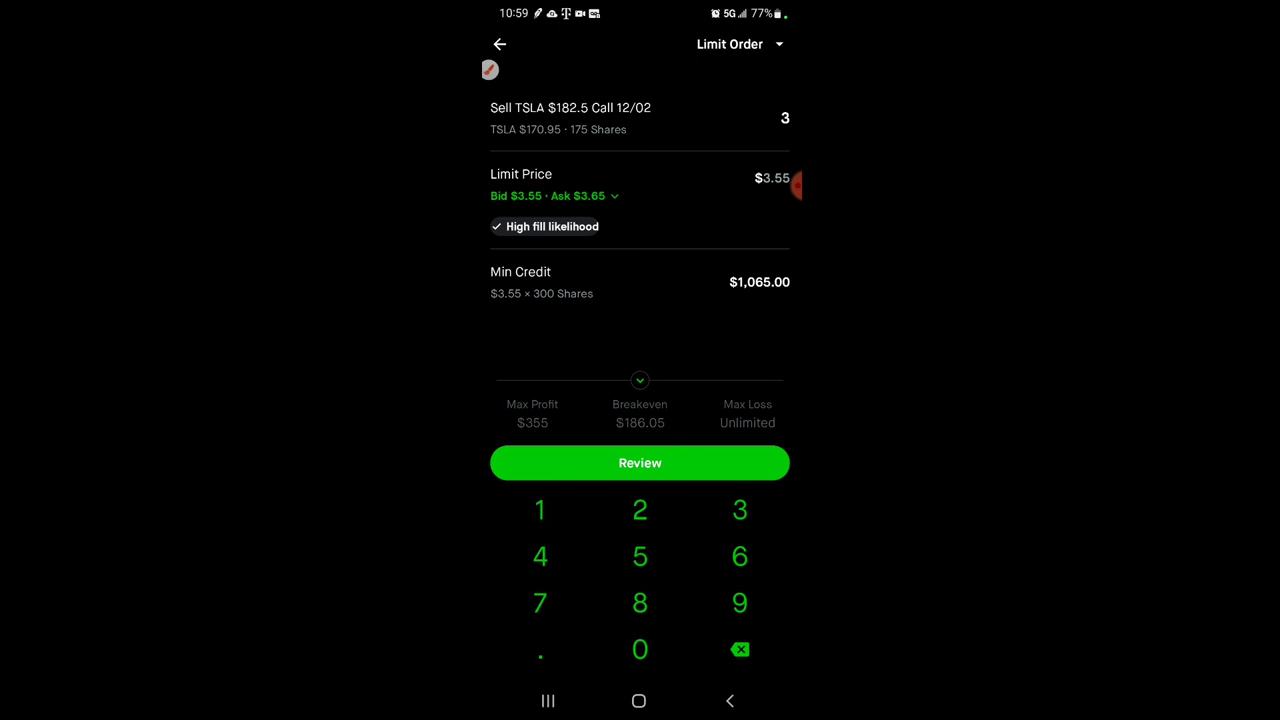 10:59 5G 77%
Limit Order
Sell TSLA $182.5 Call 12/02
3
TSLA $170.95 · 175 Shares
Limit Price
$3.55
Bid $3.55 · Ask $3.65
High fill likelihood
Min Credit
$1,065.00
$3.55 × 300 Shares
Max Profit Breakeven Max Loss
$355 $186.05 Unlimited
Review
1 2 3
4 5 6
7 8 9
. 0